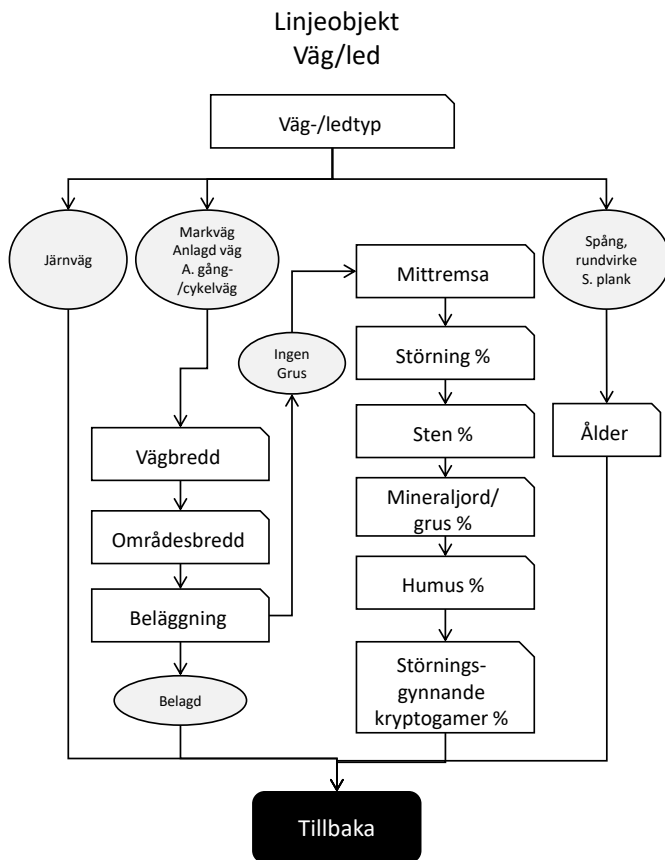 Linjeobjekt
Väg/led
Väg-/ledtyp
Järnväg
Markväg
Anlagd väg
A. gång-
/cykelväg
Spång,
rundvirke
S. plank
Mittremsa
Ingen
Grus
Störning %
Sten %
Ålder
Vägbredd
Mineraljord/
grus %
Områdesbredd
Humus %
Beläggning
Störnings-
gynnande
kryptogamer %
Belagd
Tillbaka